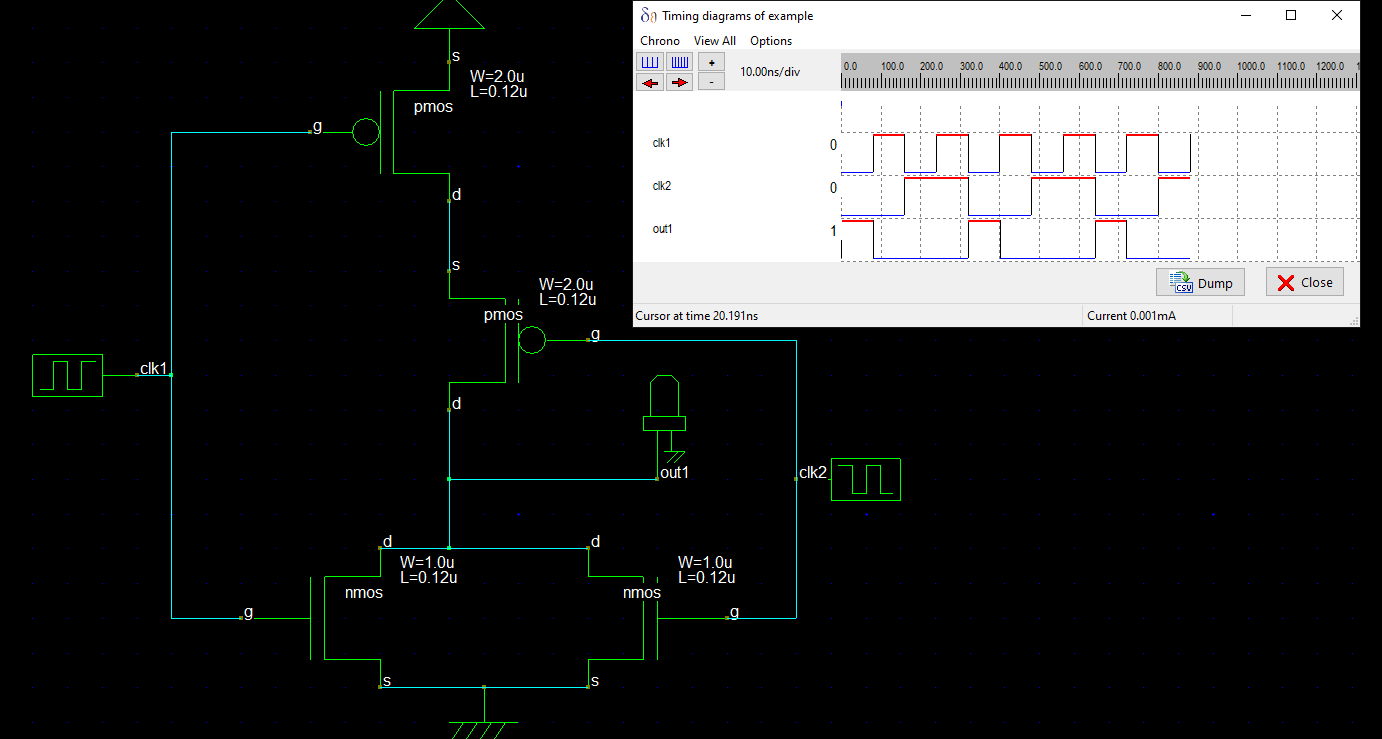 Timing diagrams of example
Chrono View All Options
+
-
10.00ns/div
0.0 100.0 200.0 300.0 400.0 500.0 600.0 700.0 800.0 900.0 1000.0 1100.0 1200.0
clk1 0
clk2 0
out1 1
CSV Dump
Close
Cursor at time 20.191ns
Current 0.001mA
s
W=2.0u
L=0.12u
pmos
g
d
s
W=2.0u
L=0.12u
pmos
g
clk1
d
out1
clk2
d
W=1.0u
L=0.12u
nmos
g
s
d
W=1.0u
L=0.12u
nmos
g
s